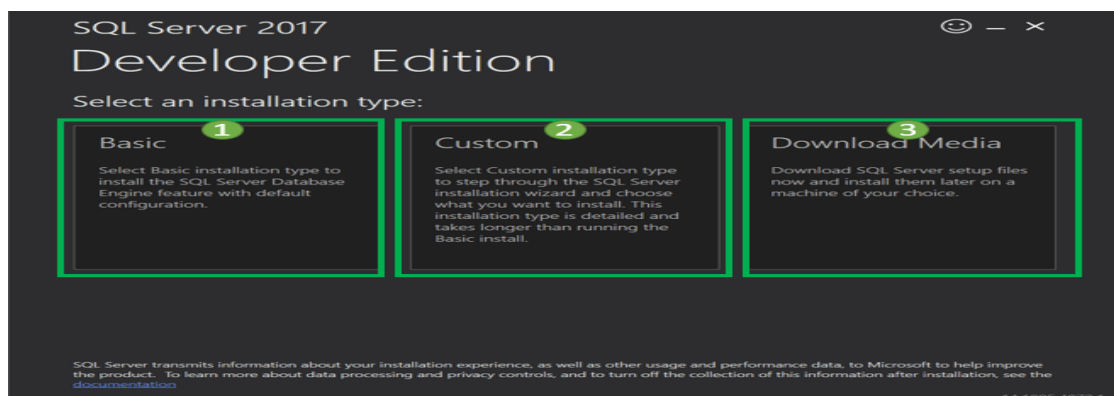 SQL Server 2017
Developer Edition
Select an installation type:
1
Basic
Select Basic installation type to
install the SQL Server Database
Engine feature with default
configuration.
2
Custom
Select Custom installation type
to step through the SQL Server
installation wizard and choose
what you want to install. This
installation type is detailed and
takes longer than running the
Basic install.
3
Download Media
Download SQL Server setup files
now and install them later on a
machine of your choice.
SQL Server transmits information about your installation experience, as well as other usage and performance data, to Microsoft to help improve
the product. To learn more about data processing and privacy controls, and to turn off the collection of this information after installation, see the
documentation